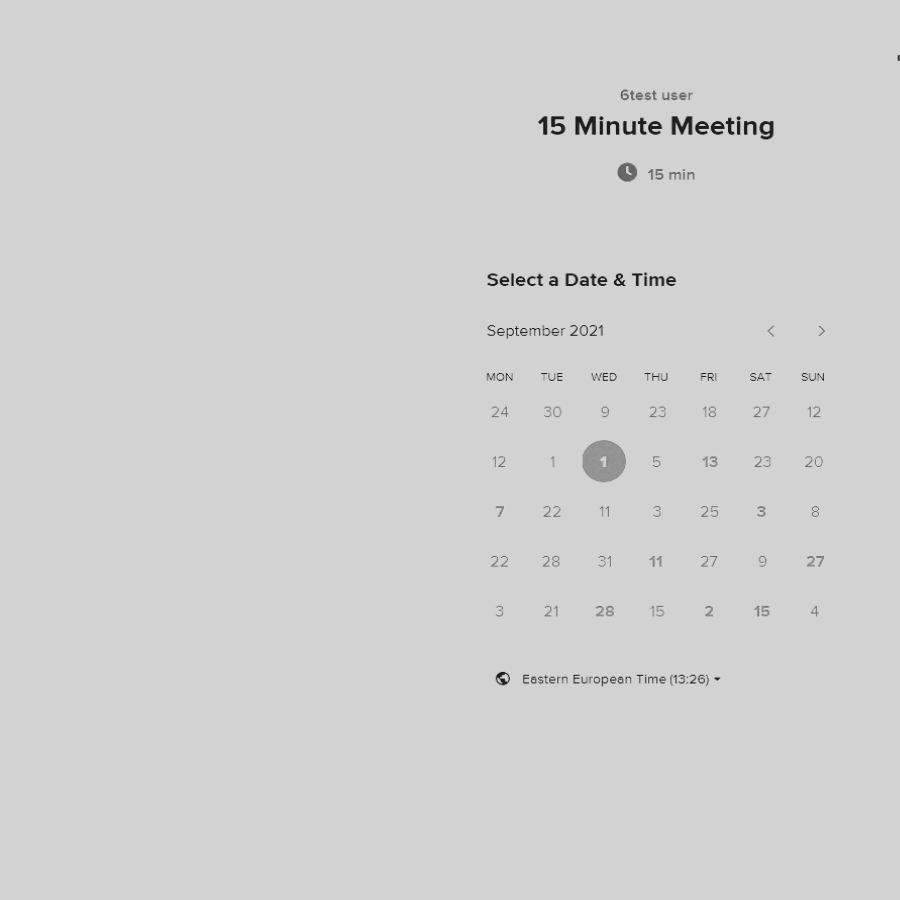 6test user
15 Minute Meeting
15 min
Select a Date & Time
September 2021
MON TUE WED THU FRI SAT SUN
24 30 9 23 18 27 12
12 1 1 5 13 23 20
7 22 11 3 25 3 8
22 28 31 11 27 9 27
3 21 28 15 2 15 4
Eastern European Time (13:26)